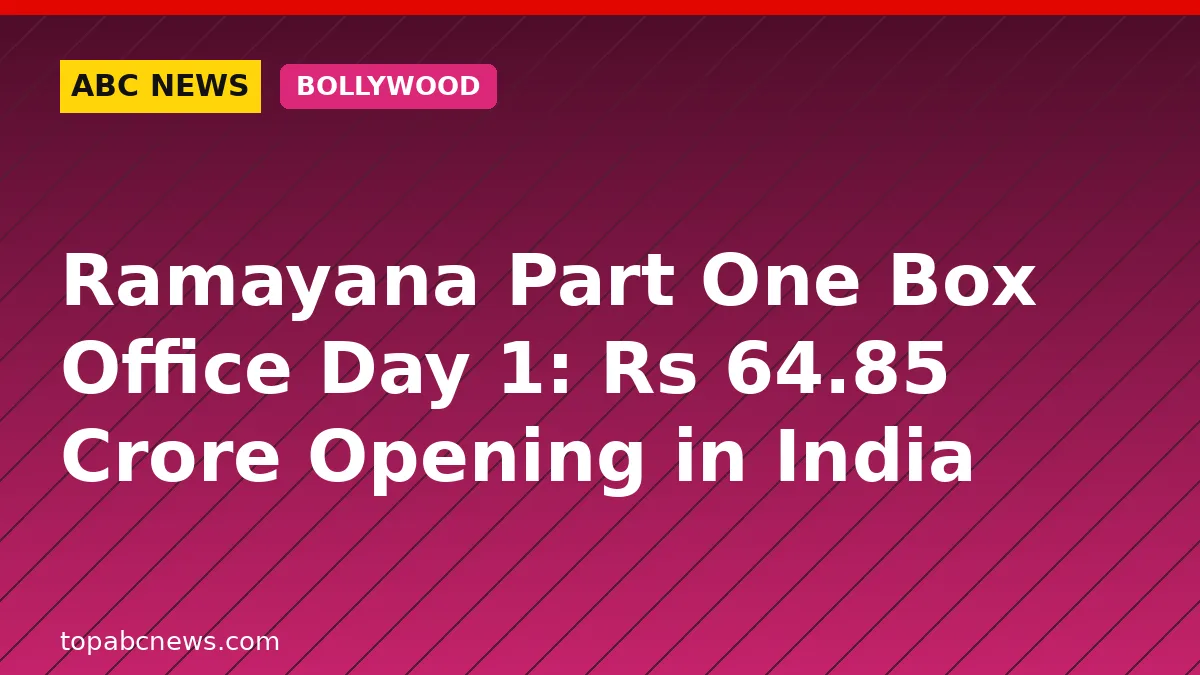 ABC NEWS
BOLLYWOOD
Ramayana Part One Box
Office Day 1: Rs 64.85
Crore Opening in India
topabcnews.com